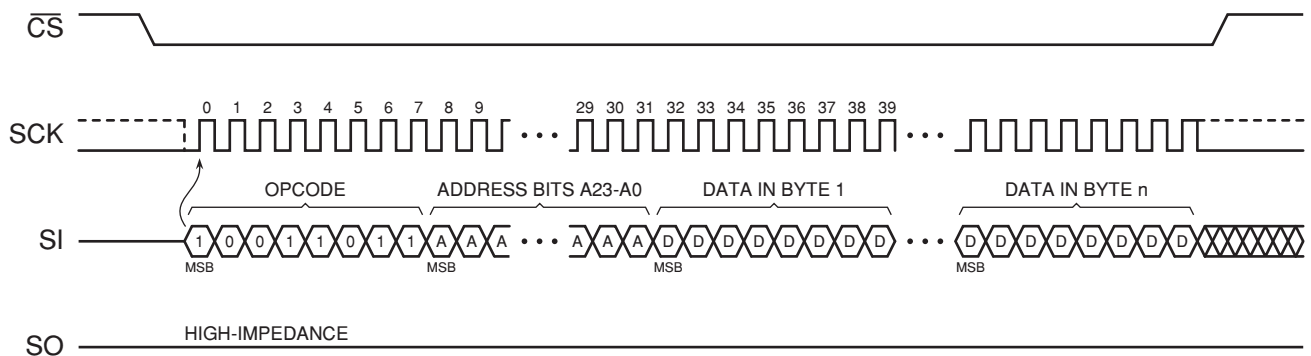 CS
0 1 2 3 4 5 6 7 8 9 29 30 31 32 33 34 35 36 37 38 39
SCK
OPCODE ADDRESS BITS A23-A0 DATA IN BYTE 1 DATA IN BYTE n
SI 1 0 0 1 1 0 1 1 A A A A A A D D D D D D D D D D D D D D D D
MSB MSB MSB MSB
HIGH-IMPEDANCE
SO